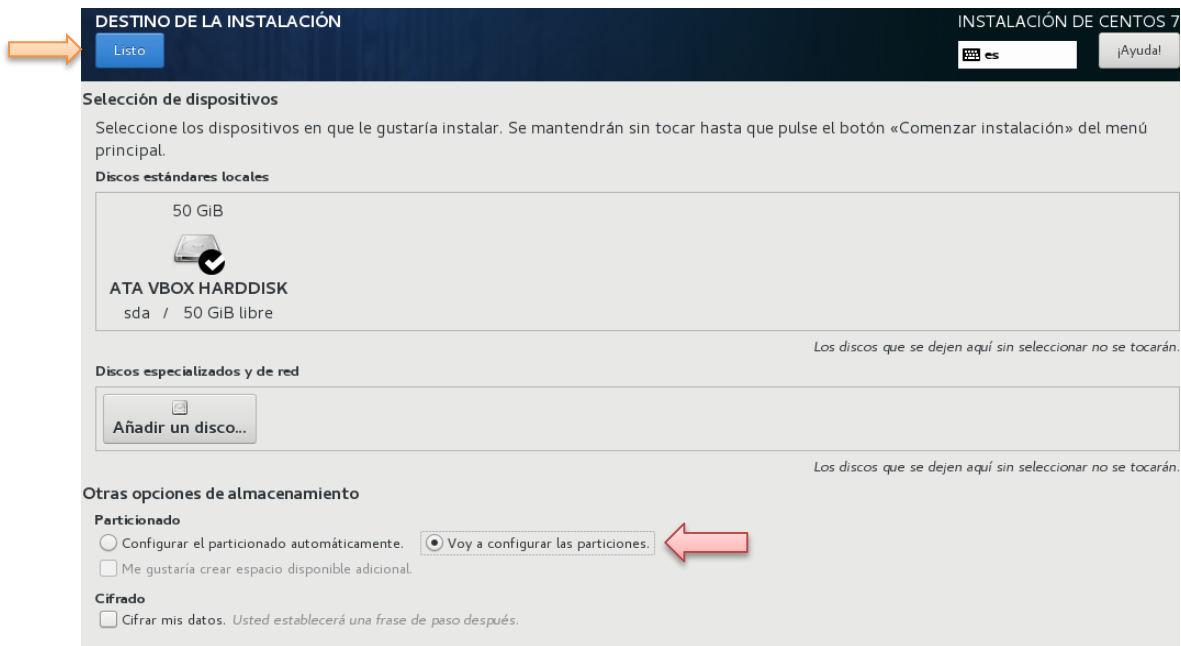 DESTINO DE LA INSTALACIÓN
INSTALACIÓN DE CENTOS 7
Listo
es
¡Ayuda!
Selección de dispositivos
Seleccione los dispositivos en que le gustaría instalar. Se mantendrán sin tocar hasta que pulse el botón «Comenzar instalación» del menú
principal.
Discos estándares locales
50 GiB
ATA VBOX HARDDISK
sda / 50 GiB libre
Los discos que se dejen aquí sin seleccionar no se tocarán.
Discos especializados y de red
Añadir un disco...
Los discos que se dejen aquí sin seleccionar no se tocarán.
Otras opciones de almacenamiento
Particionado
Configurar el particionado automáticamente. Voy a configurar las particiones.
Me gustaría crear espacio disponible adicional.
Cifrado
Cifrar mis datos. Usted establecerá una frase de paso después.